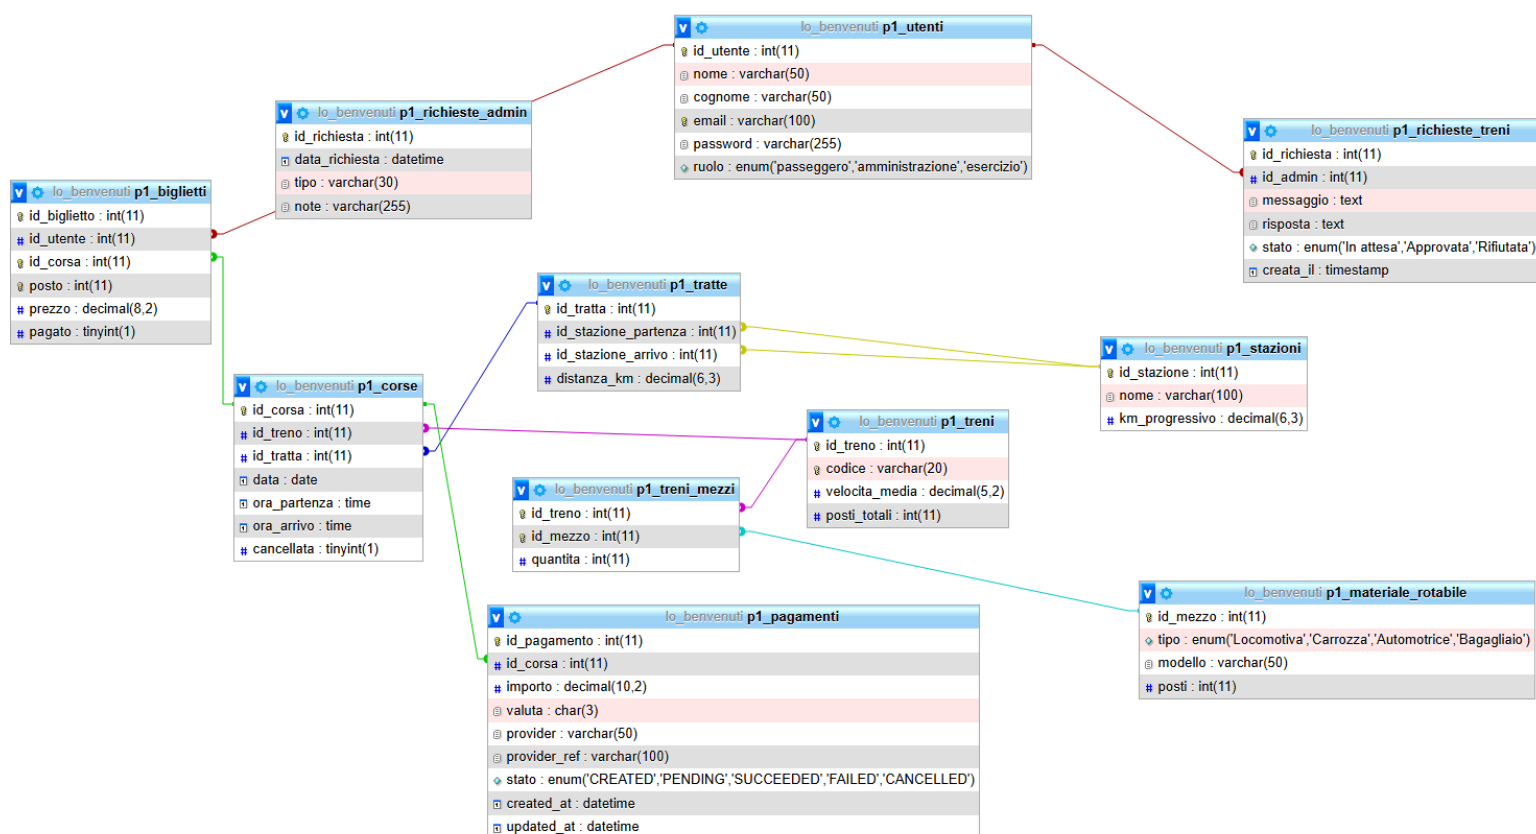 lo_benvenuti p1_utenti
id_utente : int(11)
nome : varchar(50)
cognome : varchar(50)
email : varchar(100)
password : varchar(255)
ruolo : enum('passeggero','amministrazione','esercizio')
lo_benvenuti p1_richieste_admin
id_richiesta : int(11)
data_richiesta : datetime
tipo : varchar(30)
note : varchar(255)
lo_benvenuti p1_richieste_treni
id_richiesta : int(11)
id_admin : int(11)
messaggio : text
risposta : text
stato : enum('In attesa','Approvata','Rifiutata')
creata_il : timestamp
lo_benvenuti p1_biglietti
id_biglietto : int(11)
id_utente : int(11)
id_corsa : int(11)
posto : int(11)
prezzo : decimal(8,2)
pagato : tinyint(1)
lo_benvenuti p1_tratte
id_tratta : int(11)
id_stazione_partenza : int(11)
id_stazione_arrivo : int(11)
distanza_km : decimal(6,3)
lo_benvenuti p1_stazioni
id_stazione : int(11)
nome : varchar(100)
km_progressivo : decimal(6,3)
lo_benvenuti p1_corse
id_corsa : int(11)
id_treno : int(11)
id_tratta : int(11)
data : date
ora_partenza : time
ora_arrivo : time
cancellata : tinyint(1)
lo_benvenuti p1_treni
id_treno : int(11)
codice : varchar(20)
velocita_media : decimal(5,2)
posti_totali : int(11)
lo_benvenuti p1_treni_mezzi
id_treno : int(11)
id_mezzo : int(11)
quantita : int(11)
lo_benvenuti p1_materiale_rotabile
id_mezzo : int(11)
tipo : enum('Locomotiva','Carrozza','Automotrice','Bagagliaio')
modello : varchar(50)
posti : int(11)
lo_benvenuti p1_pagamenti
id_pagamento : int(11)
id_corsa : int(11)
importo : decimal(10,2)
valuta : char(3)
provider : varchar(50)
provider_ref : varchar(100)
stato : enum('CREATED','PENDING','SUCCEEDED','FAILED','CANCELLED')
created_at : datetime
updated_at : datetime